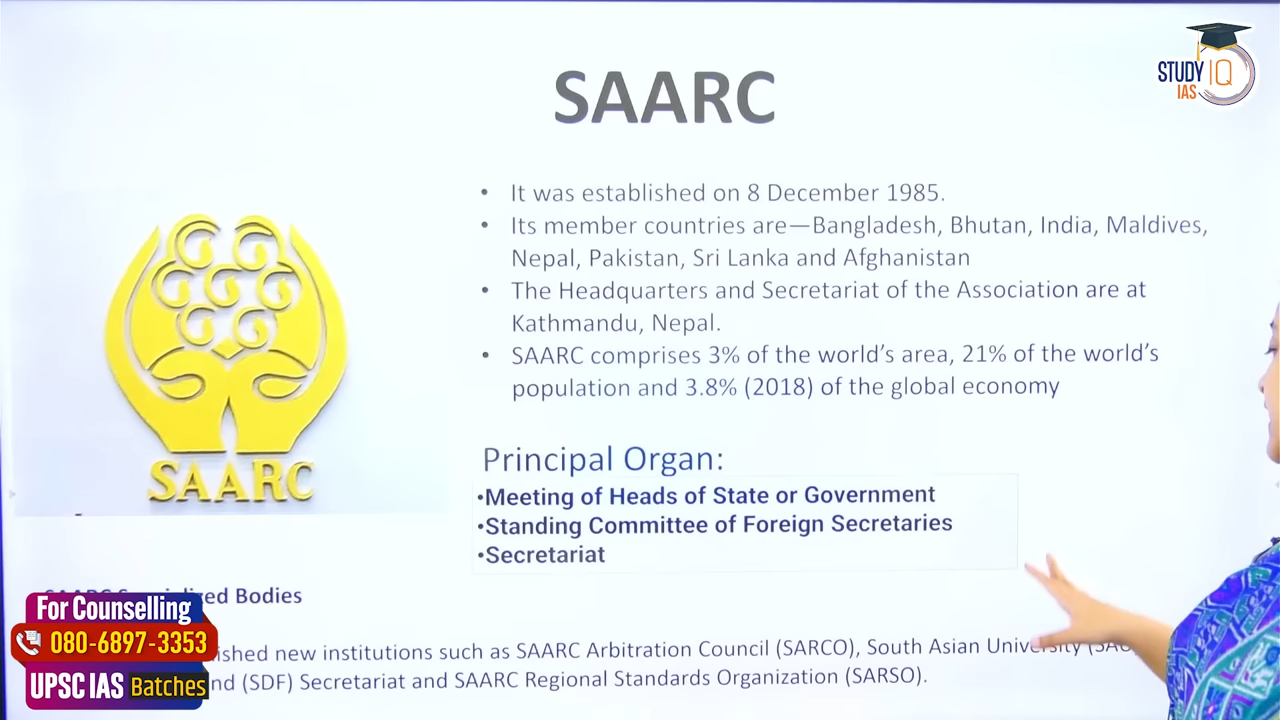 SAARC
STUDY IQ
IAS
• It was established on 8 December 1985.
• Its member countries are—Bangladesh, Bhutan, India, Maldives,
Nepal, Pakistan, Sri Lanka and Afghanistan
• The Headquarters and Secretariat of the Association are at
Kathmandu, Nepal.
• SAARC comprises 3% of the world's area, 21% of the world's
population and 3.8% (2018) of the global economy
SAARC
Principal Organ:
•Meeting of Heads of State or Government
•Standing Committee of Foreign Secretaries
•Secretariat
Bodies
new institutions such as SAARC Arbitration Council (SARCO), South Asian University
(SDF) Secretariat and SAARC Regional Standards Organization (SARSO).
For Counselling
080-6897-3353
UPSC IAS Batches